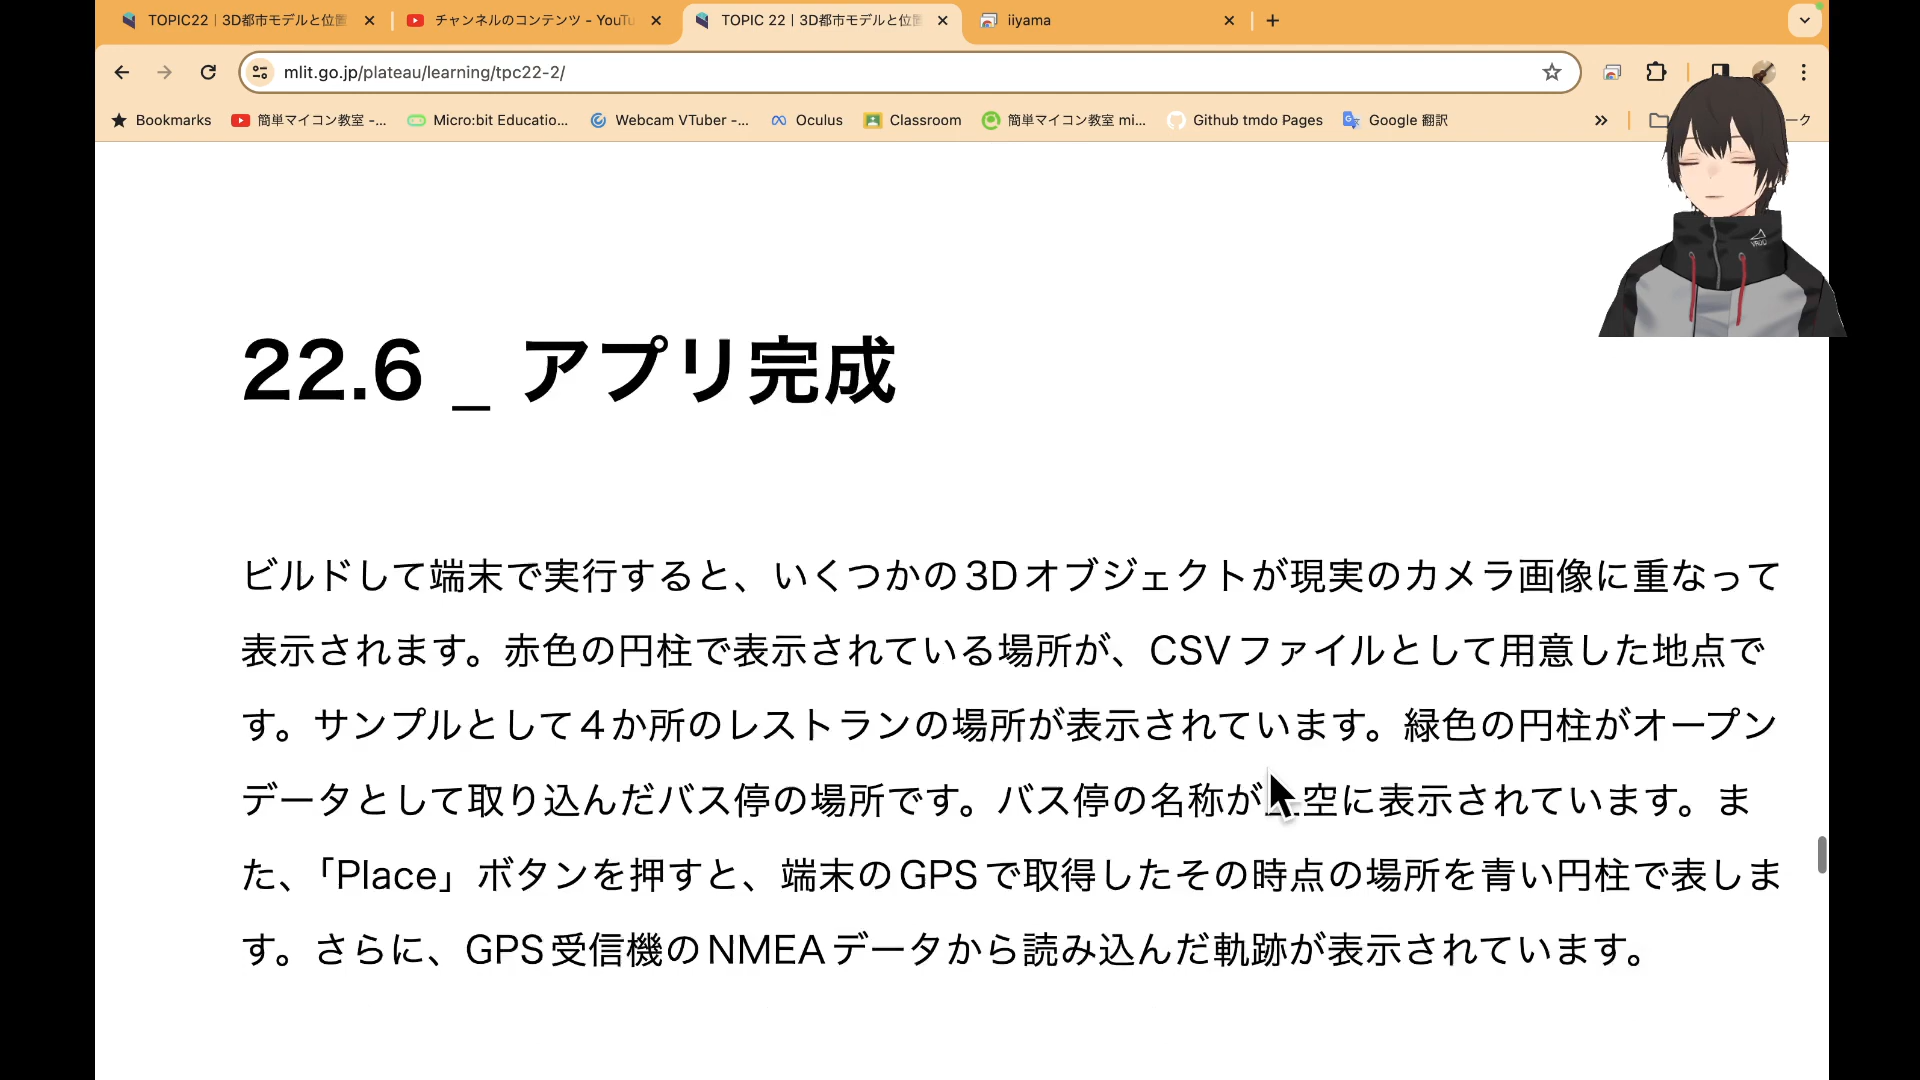 TOPIC22 | 3D都市モデルと位置
チャンネルのコンテンツ - YouTu
TOPIC 22 | 3D都市モデルと位置
iiyama
mlit.go.jp/plateau/learning/tpc22-2/
Bookmarks
簡単マイコン教室 -...
Micro:bit Educatio...
Webcam VTuber -...
Oculus
Classroom
簡単マイコン教室 mi...
Github tmdo Pages
Google 翻訳
ーク
22.6 _ アプリ完成
ビルドして端末で実行すると、いくつかの3Dオブジェクトが現実のカメラ画像に重なって
表示されます。赤色の円柱で表示されている場所が、CSVファイルとして用意した地点で
す。サンプルとして4か所のレストランの場所が表示されています。緑色の円柱がオープン
データとして取り込んだバス停の場所です。バス停の名称が空に表示されています。ま
た、「Place」ボタンを押すと、端末のGPSで取得したその時点の場所を青い円柱で表しま
す。さらに、GPS受信機のNMEAデータから読み込んだ軌跡が表示されています。